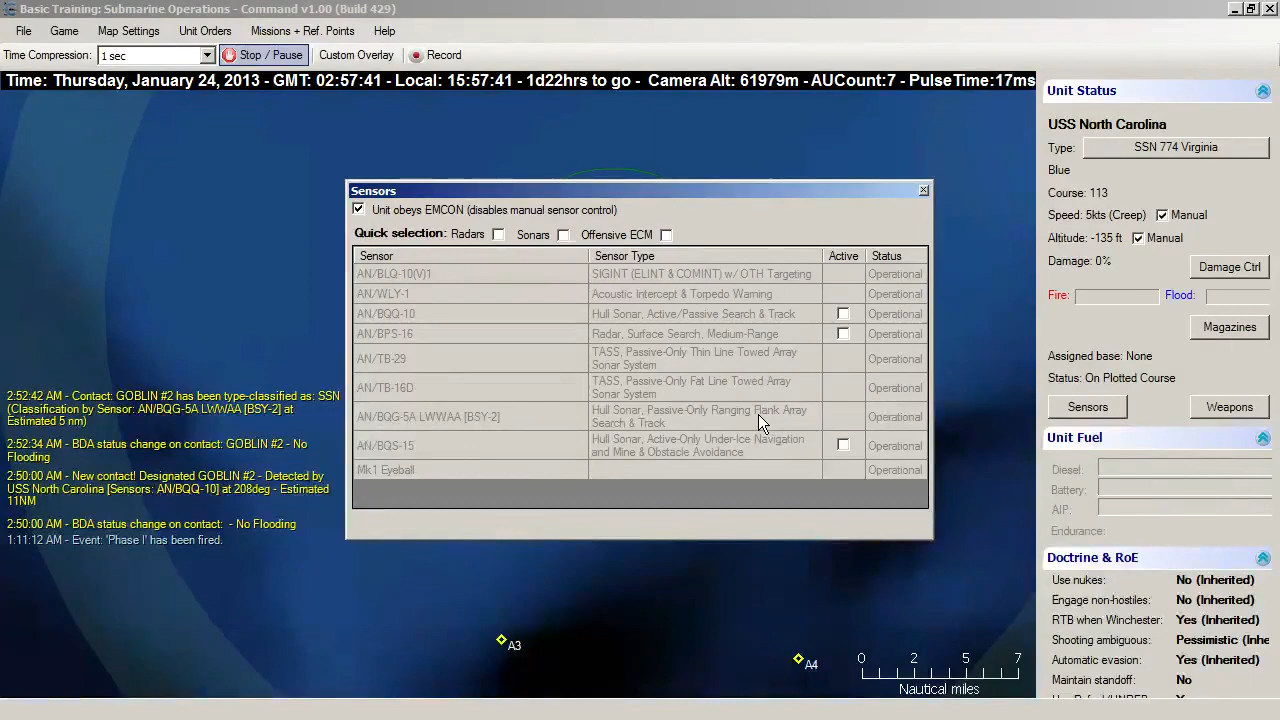 Basic Training: Submarine Operations - Command v1.00 (Build 429)
File Game Map Settings Unit Orders Missions + Ref. Points Help
Time Compression: 1 sec Stop / Pause Custom Overlay Record
Time: Thursday, January 24, 2013 - GMT: 02:57:41 - Local: 15:57:41 - 1d22hrs to go - Camera Alt: 61979m - AUCount:7 - PulseTime:17ms
Sensors
Unit obeys EMCON (disables manual sensor control)
Quick selection: Radars Sonars Offensive ECM
Sensor Sensor Type Active Status
AN/BLQ-10(V)1 SIGINT (ELINT & COMINT) w/ OTH Targeting Operational
AN/WLY-1 Acoustic Intercept & Torpedo Warning Operational
AN/BQQ-10 Hull Sonar, Active/Passive Search & Track Operational
AN/BPS-16 Radar, Surface Search, Medium-Range Operational
AN/TB-29 TASS, Passive-Only Thin Line Towed Array
Sonar System Operational
AN/TB-16D TASS, Passive-Only Fat Line Towed Array
Sonar System Operational
AN/BQG-5A LWWAA [BSY-2] Hull Sonar, Passive-Only Ranging Flank Array
Search & Track Operational
AN/BQS-15 Hull Sonar, Active-Only Under-Ice Navigation
and Mine & Obstacle Avoidance Operational
Mk1 Eyeball Operational
2:52:42 AM - Contact: GOBLIN #2 has been type-classified as: SSN
(Classification by Sensor: AN/BQG-5A LWWAA [BSY-2] at
Estimated 5 nm)
2:52:34 AM - BDA status change on contact: GOBLIN #2 - No
Flooding
2:50:00 AM - New contact! Designated GOBLIN #2 - Detected by
USS North Carolina [Sensors: AN/BQQ-10] at 208deg - Estimated
11NM
2:50:00 AM - BDA status change on contact: - No Flooding
1:11:12 AM - Event: 'Phase I' has been fired.
A3
A4
0 2 4 5 7
Nautical miles
Unit Status
USS North Carolina
Type: SSN 774 Virginia
Blue
Course: 113
Speed: 5kts (Creep) Manual
Altitude: -135 ft Manual
Damage: 0% Damage Ctrl
Fire: Flood:
Magazines
Assigned base: None
Status: On Plotted Course
Sensors Weapons
Unit Fuel
Diesel:
Battery:
AIP:
Endurance:
Doctrine & RoE
Use nukes: No (Inherited)
Engage non-hostiles: No (Inherited)
RTB when Winchester: Yes (Inherited)
Shooting ambiguous: Pessimistic (Inhe
Automatic evasion: Yes (Inherited)
Maintain standoff: No